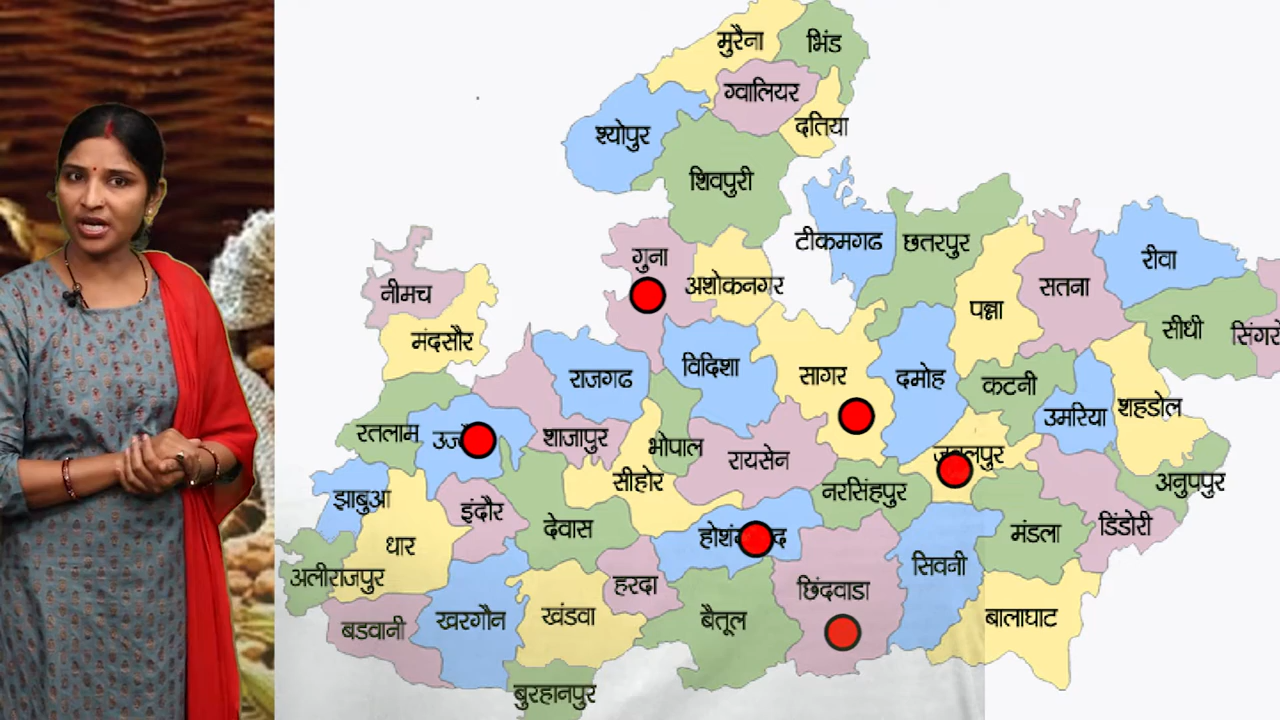 मुरैना
भिंड
ग्वालियर
श्योपुर
दतिया
शिवपुरी
टीकमगढ
छतरपुर
गुना
रीवा
अशोकनगर
नीमच
सतना
पन्ना
मंदसौर
सीधी
राजगढ
विदिशा
सागर
दमोह
कटनी
उमरिया
शहडोल
रतलाम
शाजापुर
भोपाल
रायसेन
सीहोर
नरसिंहपुर
अनुपपुर
झाबुआ
इंदौर
देवास
मंडला
डिंडोरी
धार
सिवनी
अलीराजपुर
हरदा
छिंदवाडा
बडवानी
खरगौन
खंडवा
बैतूल
बालाघाट
बुरहानपुर